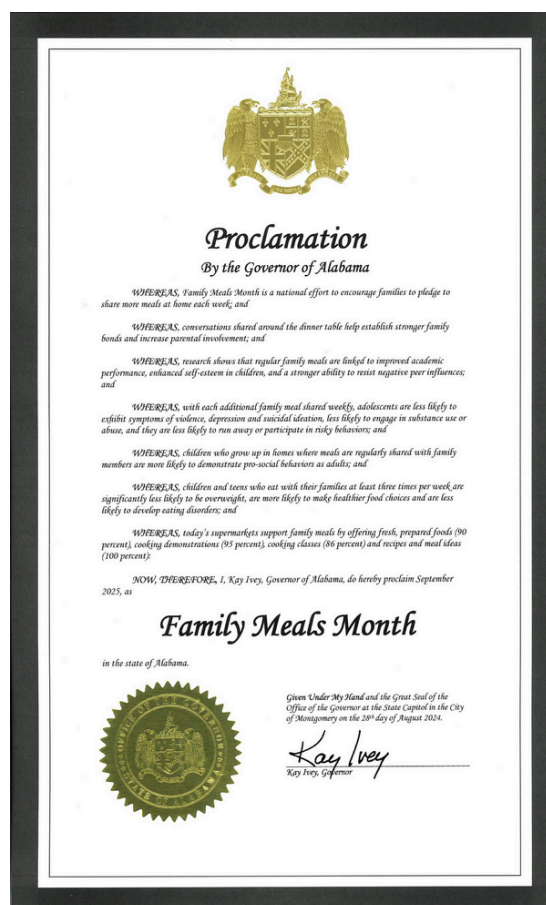 Proclamation
By the Governor of Alabama
WHEREAS, Family Meals Month is a national effort to encourage families to pledge to
share more meals at home each week; and
WHEREAS, conversations shared around the dinner table help establish stronger family
bonds and increase parental involvement; and
WHEREAS, research shows that regular family meals are linked to improved academic
performance, enhanced self-esteem in children, and a stronger ability to resist negative peer influences;
and
WHEREAS, with each additional family meal shared weekly, adolescents are less likely to
exhibit symptoms of violence, depression and suicidal ideation, less likely to engage in substance use or
abuse, and they are less likely to run away or participate in risky behaviors; and
WHEREAS, children who grow up in homes where meals are regularly shared with family
members are more likely to demonstrate pro-social behaviors as adults; and
WHEREAS, children and teens who eat with their families at least three times per week are
significantly less likely to be overweight, are more likely to make healthier food choices and are less
likely to develop eating disorders; and
WHEREAS, today's supermarkets support family meals by offering fresh, prepared foods (90
percent), cooking demonstrations (95 percent), cooking classes (86 percent) and recipes and meal ideas
(100 percent):
NOW, THEREFORE, I, Kay Ivey, Governor of Alabama, do hereby proclaim September
2025, as
Family Meals Month
in the state of Alabama.
OFFICE OF THE GOVERNOR
STATE OF ALABAMA
Given Under My Hand and the Great Seal of the
Office of the Governor at the State Capitol in the City
of Montgomery on the 28th day of August 2024.
Kay Ivey
Kay Ivey, Governor